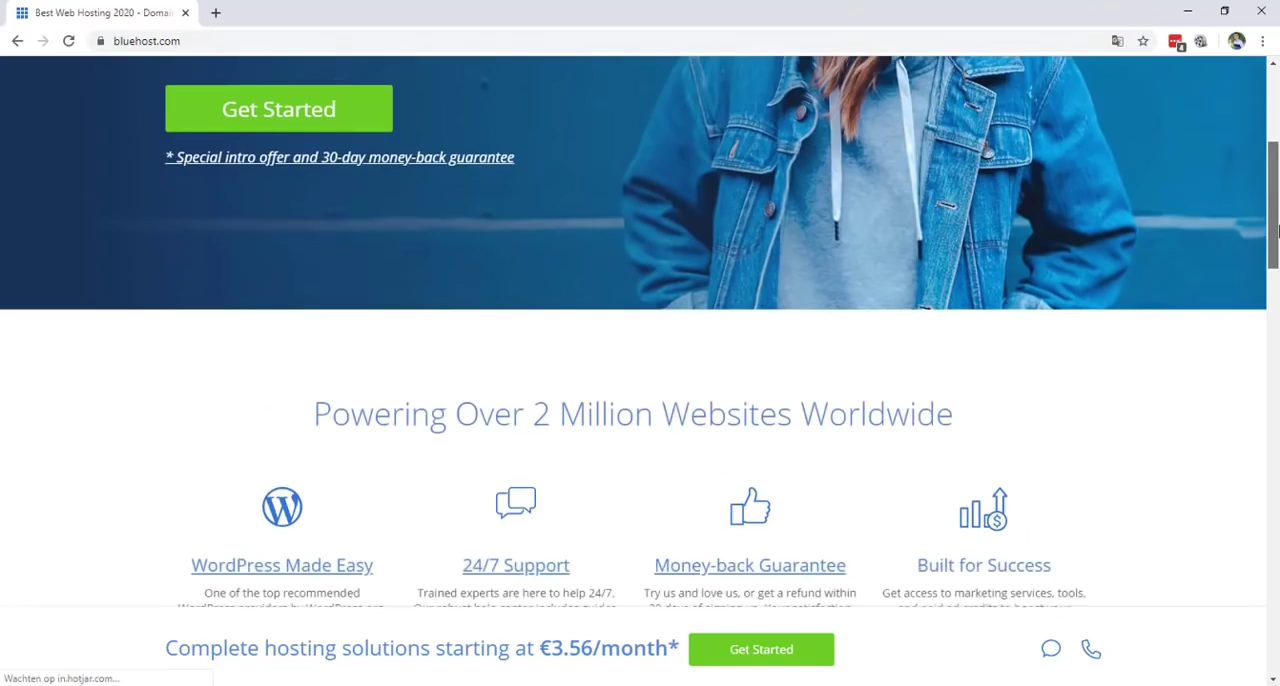 Best Web Hosting 2020 - Domai
bluehost.com
4
Get Started
* Special intro offer and 30-day money-back guarantee
Powering Over 2 Million Websites Worldwide
WordPress Made Easy
24/7 Support
Money-back Guarantee
Built for Success
One of the top recommended
Trained experts are here to help 24/7.
Try us and love us, or get a refund within
Get access to marketing services, tools,
Complete hosting solutions starting at €3.56/month*
Get Started
Wachten op in.hotjar.com...